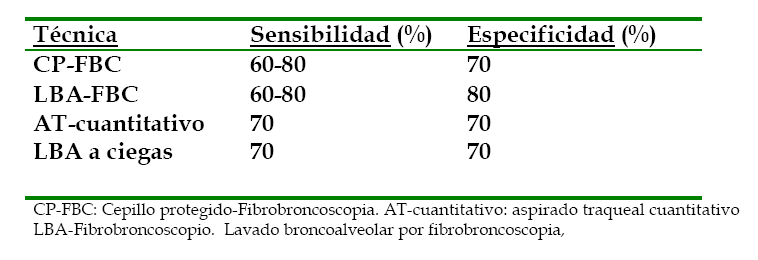 Técnica Sensibilidad (%) Especificidad (%)
CP-FBC 60-80 70
LBA-FBC 60-80 80
AT-cuantitativo 70 70
LBA a ciegas 70 70
CP-FBC: Cepillo protegido-Fibrobroncoscopia. AT-cuantitativo: aspirado traqueal cuantitativo
LBA-Fibrobroncoscopio. Lavado broncoalveolar por fibrobroncoscopia,